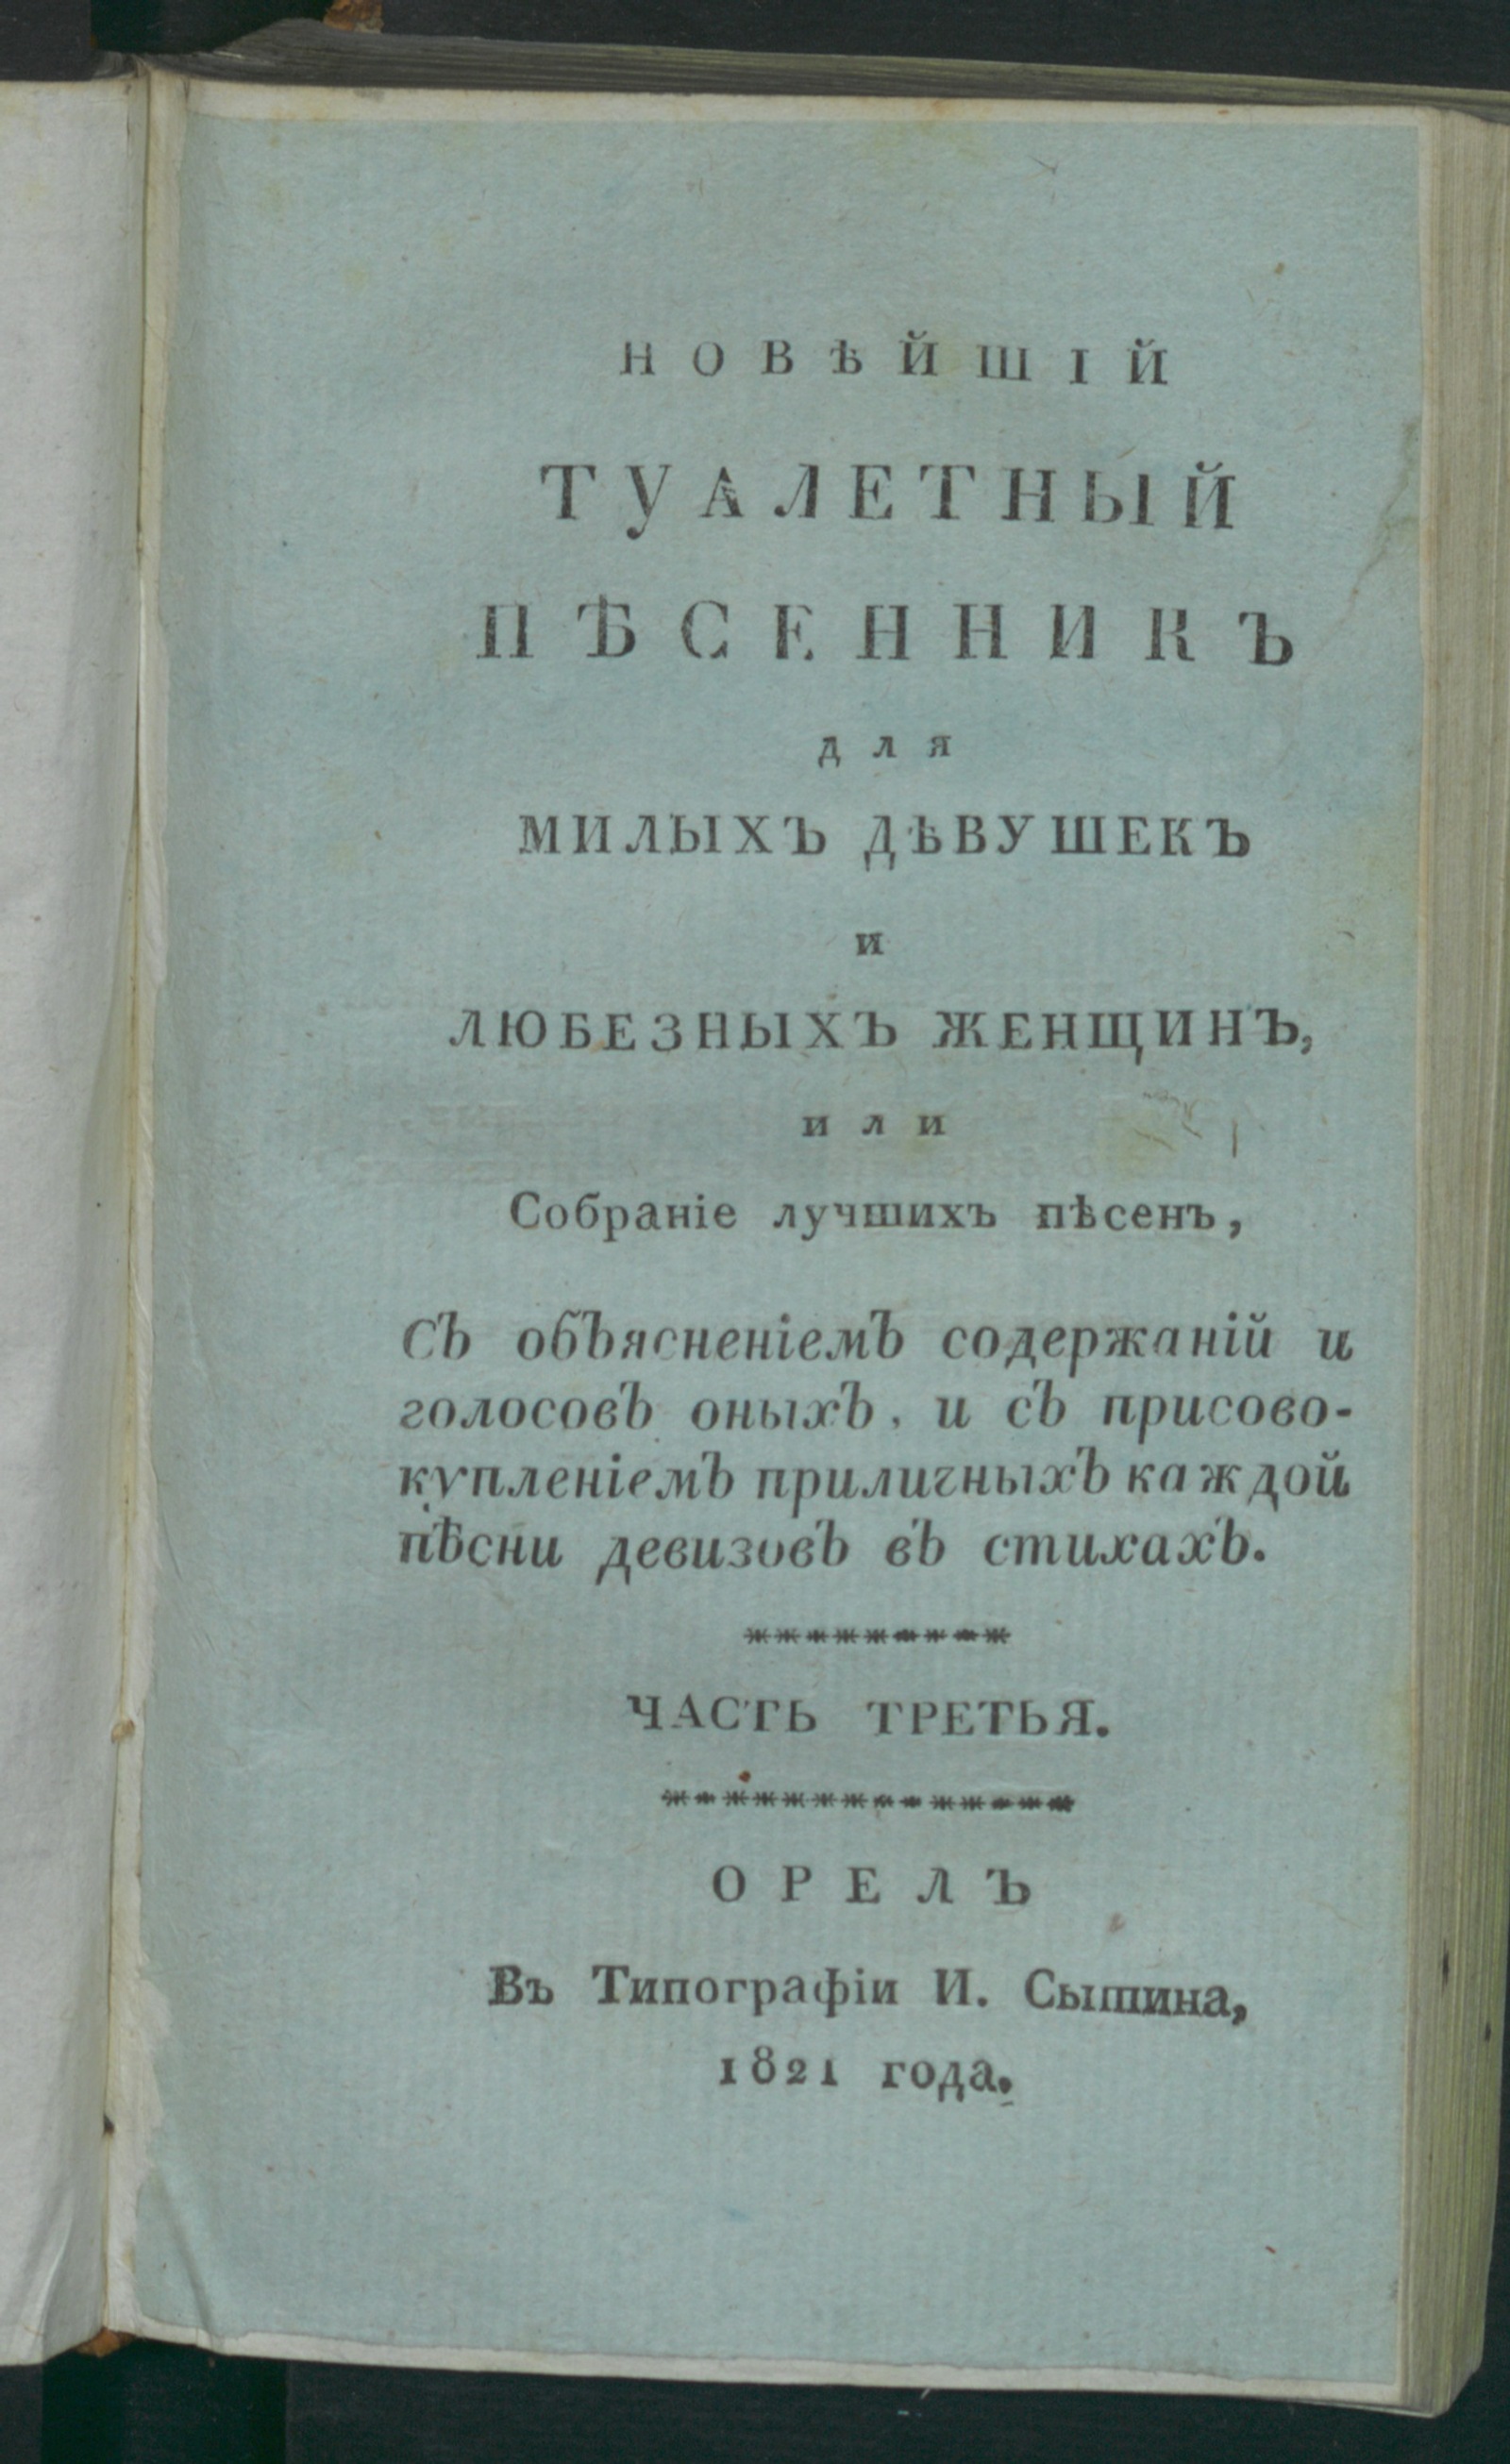 НОВѢЙШІЙ
ТУАЛЕТНЫЙ
ПѢСЕННИКЪ
для
МИЛЫХЪ ДѢВУШЕКЪ
и
ЛЮБЕЗНЫХЪ ЖЕНЩИНЪ,
или
Собраніе лучшихъ пѣсенъ,
съ объясненіемъ содержаній и
голосовъ оныхъ, и съ присово-
купленіемъ приличныхъ каждой
пѣсни девизовъ въ стихахъ.
ЧАСТЬ ТРЕТЬЯ.
ОРЕЛЪ
Въ Типографіи И. Сытина,
1821 года.